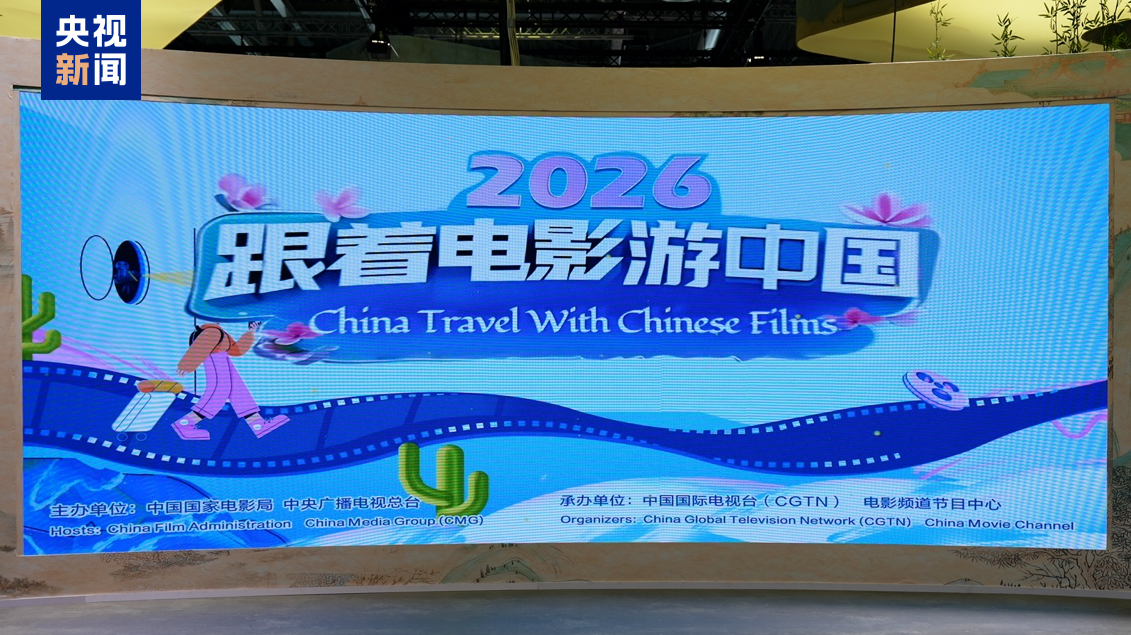 央视
新闻
2026
跟着电影游中国
China Travel With Chinese Films
主办单位：中国国家电影局 中央广播电视总台
Hosts: China Film Administration China Media Group (CMG)
承办单位：中国国际电视台（CGTN） 电影频道节目中心
Organizers: China Global Television Network (CGTN) China Movie Channel